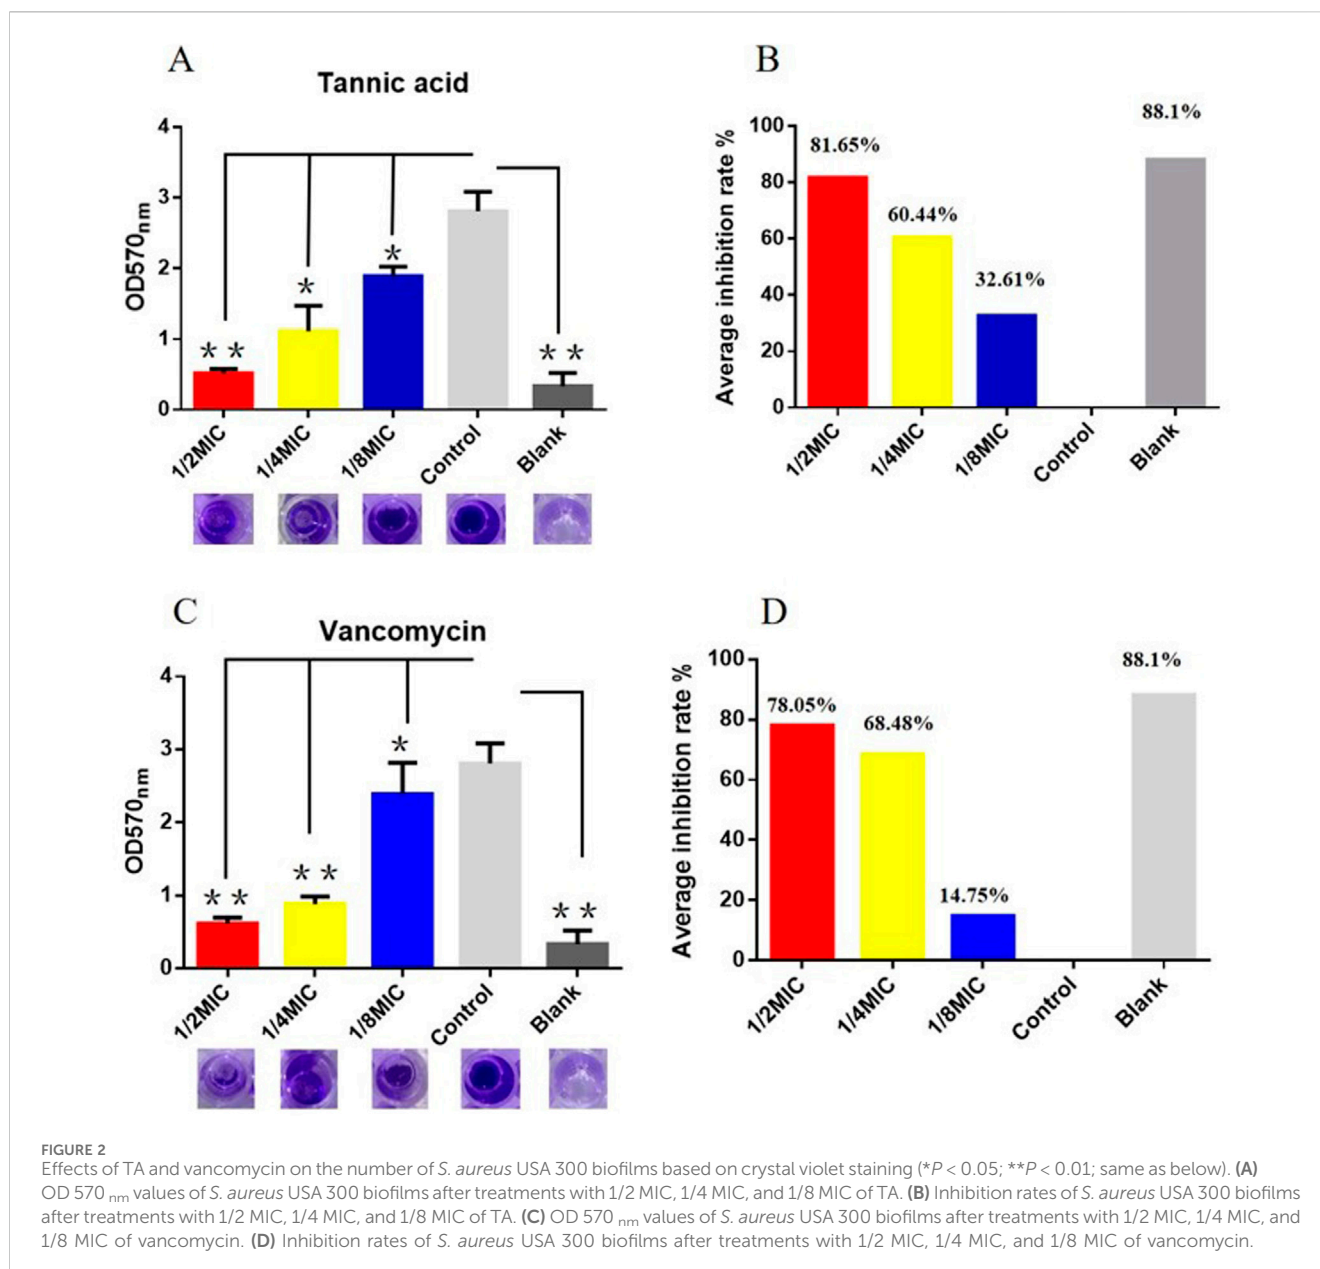 A
Tannic acid
OD570nm
4
3
2
1
0
* *
*
*
* *
1/2MIC
1/4MIC
1/8MIC
Control
Blank
B
Average inhibition rate %
100
80
60
40
20
0
81.65%
60.44%
32.61%
88.1%
1/2MIC
1/4MIC
1/8MIC
Control
Blank
C
Vancomycin
OD570nm
4
3
2
1
0
* *
* *
*
* *
1/2MIC
1/4MIC
1/8MIC
Control
Blank
D
Average inhibition rate %
100
80
60
40
20
0
78.05%
68.48%
14.75%
88.1%
1/2MIC
1/4MIC
1/8MIC
Control
Blank
FIGURE 2
Effects of TA and vancomycin on the number of S. aureus USA 300 biofilms based on crystal violet staining (*P < 0.05; **P < 0.01; same as below). (A)
OD 570 nm values of S. aureus USA 300 biofilms after treatments with 1/2 MIC, 1/4 MIC, and 1/8 MIC of TA. (B) Inhibition rates of S. aureus USA 300 biofilms
after treatments with 1/2 MIC, 1/4 MIC, and 1/8 MIC of TA. (C) OD 570 nm values of S. aureus USA 300 biofilms after treatments with 1/2 MIC, 1/4 MIC, and
1/8 MIC of vancomycin. (D) Inhibition rates of S. aureus USA 300 biofilms after treatments with 1/2 MIC, 1/4 MIC, and 1/8 MIC of vancomycin.